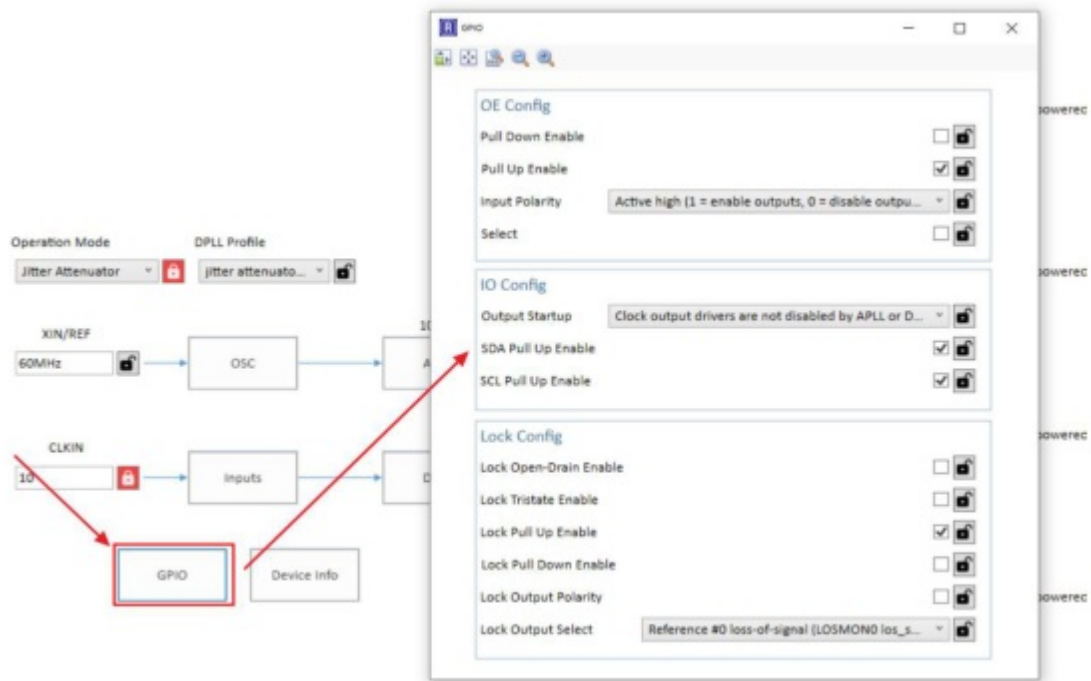 GPIO
OE Config
Pull Down Enable
Pull Up Enable
Input Polarity Active high (1 = enable outputs, 0 = disable outpu...
Select
Operation Mode DPLL Profile
Jitter Attenuator jitter attenuato...
IO Config
Output Startup Clock output drivers are not disabled by APLL or D...
SDA Pull Up Enable
SCL Pull Up Enable
XIN/REF
60MHz OSC
Lock Config
Lock Open-Drain Enable
Lock Tristate Enable
Lock Pull Up Enable
Lock Pull Down Enable
Lock Output Polarity
Lock Output Select Reference #0 loss-of-signal (LOSMON0 los_s...
CLKIN
10 Inputs
GPIO Device Info